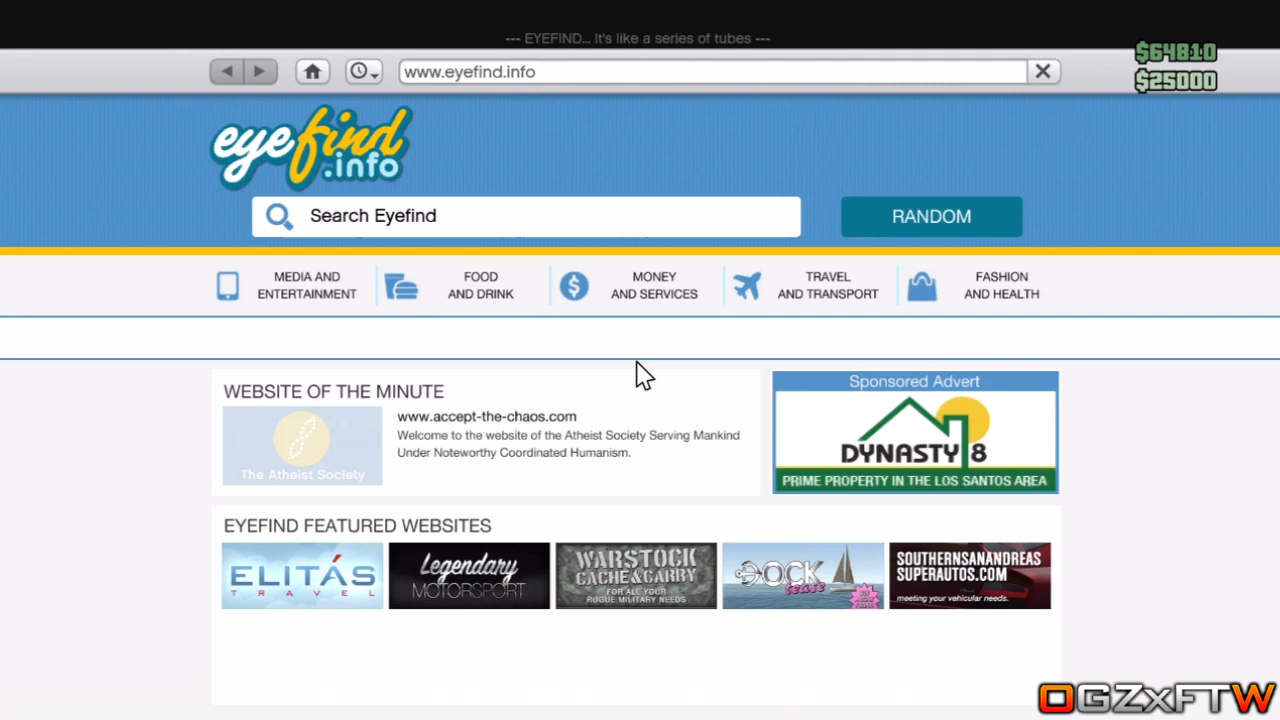 --- EYEFIND... It's like a series of tubes ---
$64810
www.eyefind.info
$25000
eyefind
.info
Search Eyefind
RANDOM
MEDIA AND
ENTERTAINMENT
FOOD
AND DRINK
MONEY
AND SERVICES
TRAVEL
AND TRANSPORT
FASHION
AND HEALTH
WEBSITE OF THE MINUTE
The Atheist Society
www.accept-the-chaos.com
Welcome to the website of the Atheist Society Serving Mankind
Under Noteworthy Coordinated Humanism.
Sponsored Advert
DYNASTY 8
PRIME PROPERTY IN THE LOS SANTOS AREA
EYEFIND FEATURED WEBSITES
ELITÁS
TRAVEL
Legendary
MOTORSPORT
WARSTOCK
CACHE & CARRY
FOR ALL YOUR
ROGUE MILITARY NEEDS
DOCK
tease
SOUTHERNSANANDREAS
SUPERAUTOS.COM
meeting your vehicular needs.
OGZxFTW